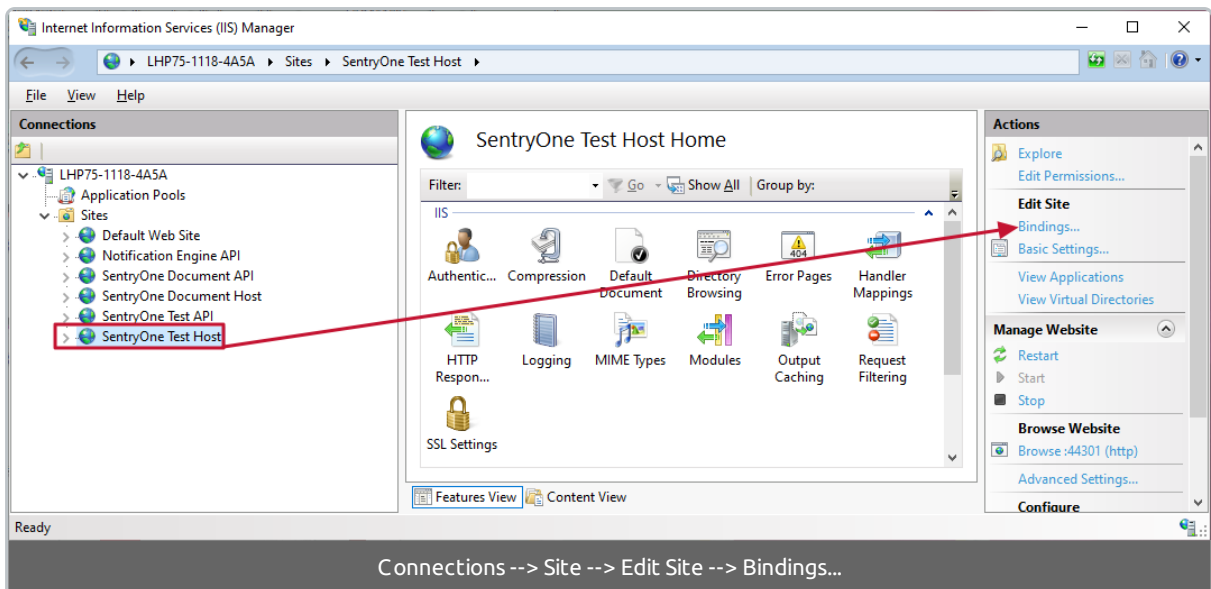 Internet Information Services (IIS) Manager
LHP75-1118-4A5A Sites SentryOne Test Host
File View Help
Connections
LHP75-1118-4A5A
Application Pools
Sites
Default Web Site
Notification Engine API
SentryOne Document API
SentryOne Document Host
SentryOne Test API
SentryOne Test Host
SentryOne Test Host Home
Filter: Go Show All Group by:
IIS
Authentic... Compression Default Document Directory Browsing Error Pages 404 Handler Mappings
HTTP Respon... Logging MIME Types Modules Output Caching Request Filtering
SSL Settings
Features View Content View
Actions
Explore
Edit Permissions...
Edit Site
Bindings...
Basic Settings...
View Applications
View Virtual Directories
Manage Website
Restart
Start
Stop
Browse Website
Browse :44301 (http)
Advanced Settings...
Configure
Ready
Connections --> Site --> Edit Site --> Bindings...